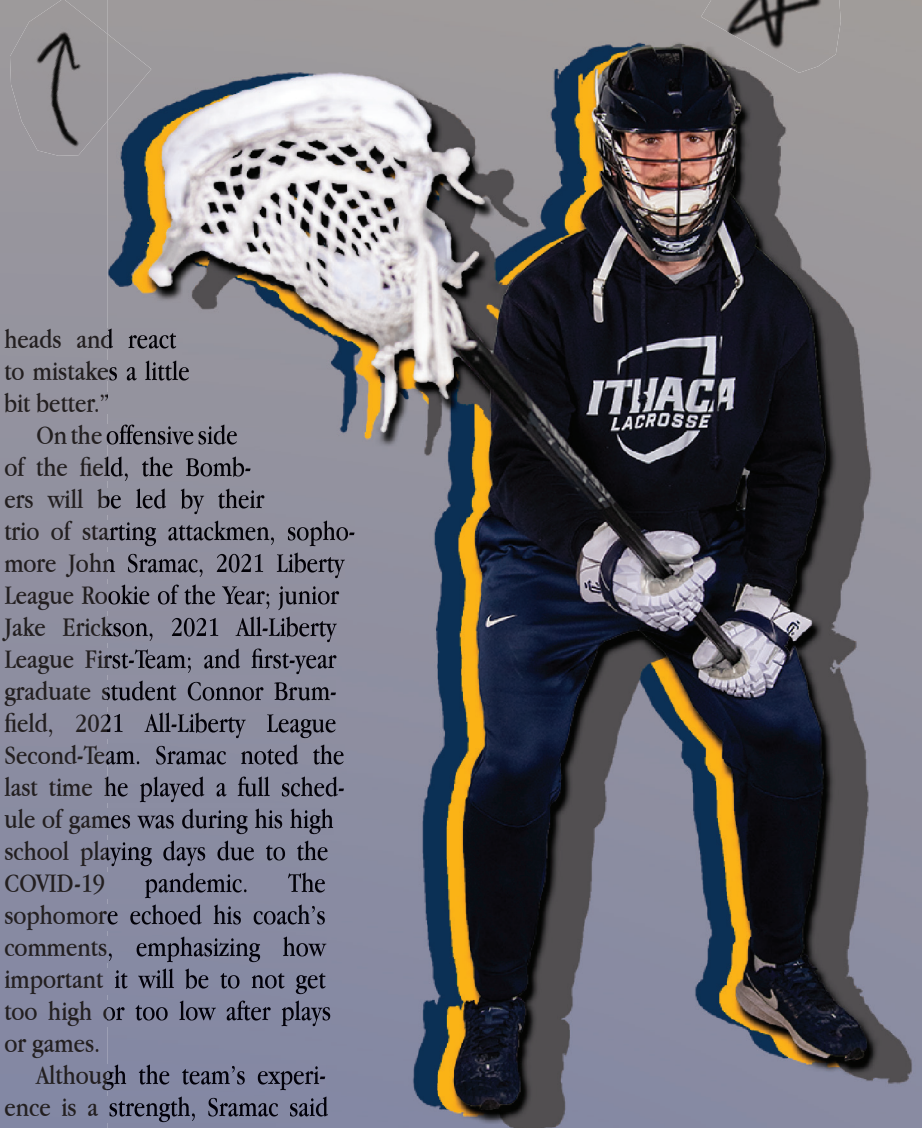 heads and react
to mistakes a little
bit better.”
On the offensive side
of the field, the Bomb-
ers will be led by their
trio of starting attackmen, sopho-
more John Sramac, 2021 Liberty
League Rookie of the Year; junior
Jake Erickson, 2021 All-Liberty
League First-Team; and first-year
graduate student Connor Brum-
field, 2021 All-Liberty League
Second-Team. Sramac noted the
last time he played a full sched-
ule of games was during his high
school playing days due to the
COVID-19 pandemic. The
sophomore echoed his coach’s
comments, emphasizing how
important it will be to not get
too high or too low after plays
or games.
Although the team’s experi-
ence is a strength, Sramac said
ITHACA
LACROSSE